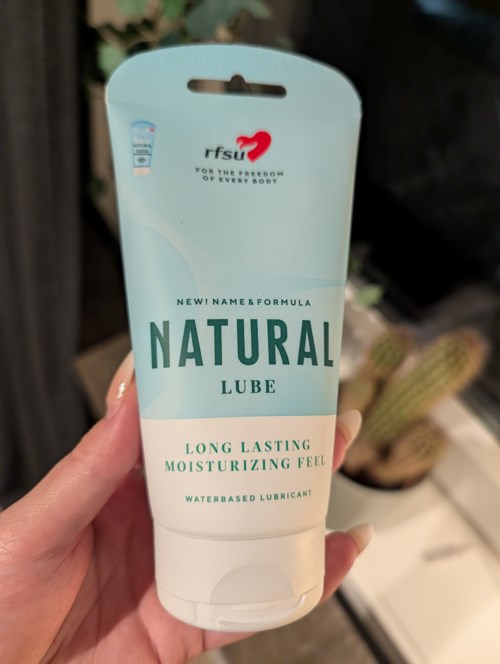 rfsu
FOR THE FREEDOM
OF EVERY BODY
NEW! NAME & FORMULA
NATURAL
LUBE
LONG LASTING
MOISTURIZING FEEL
WATERBASED LUBRICANT